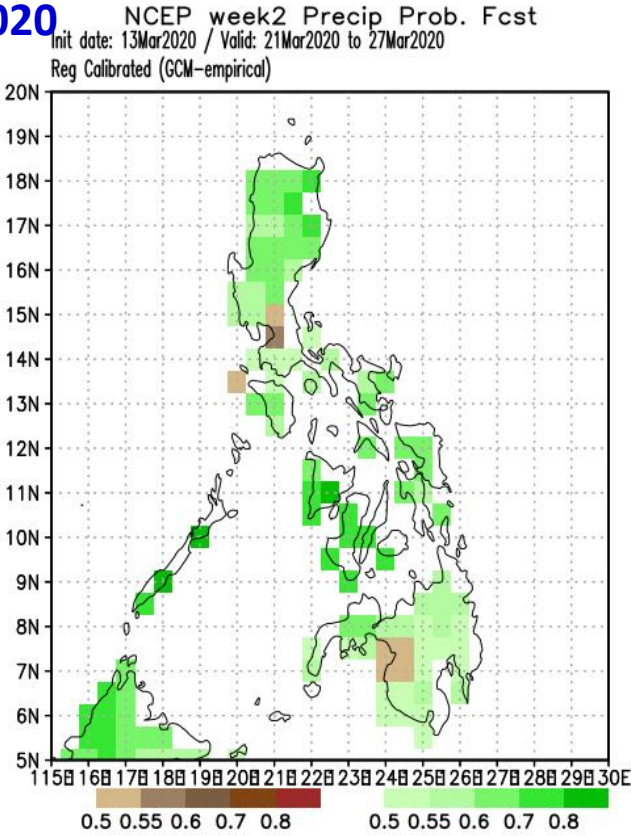 020
NCEP week2 Precip Prob. Fcst
Init date: 13Mar2020 / Valid: 21Mar2020 to 27Mar2020
Reg Calibrated (GCM-empirical)
20N
19N
18N
17N
16N
15N
14N
13N
12N
11N
10N
9N
8N
7N
6N
5N
115E 116E 117E 118E 119E 120E 121E 122E 123E 124E 125E 126E 127E 128E 129E 130E
0.5 0.55 0.6 0.7 0.8 0.5 0.55 0.6 0.7 0.8